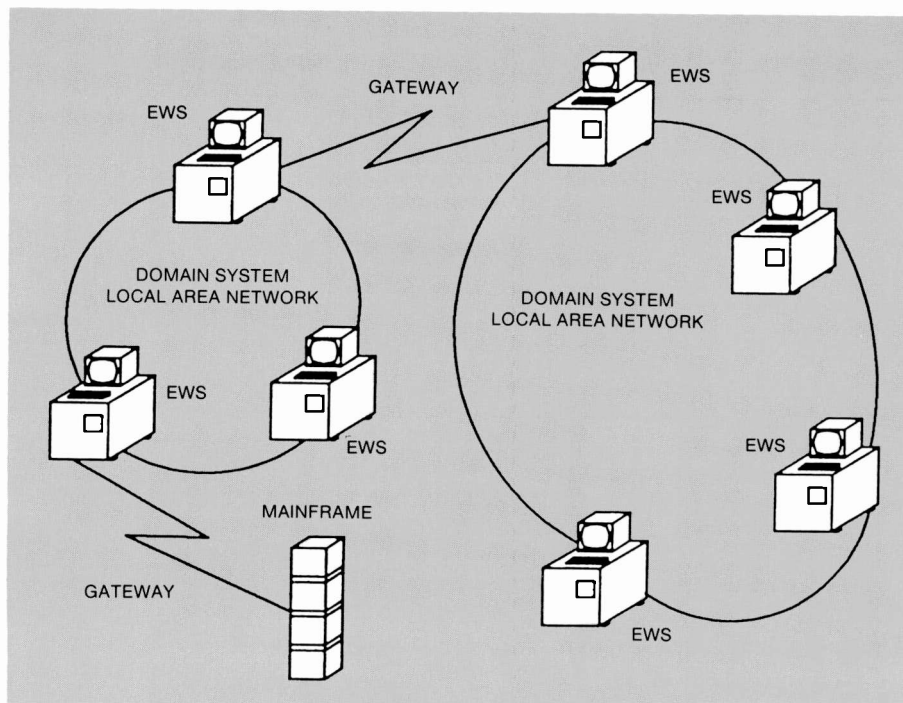 GATEWAY
EWS
EWS
EWS
DOMAIN SYSTEM
LOCAL AREA NETWORK
DOMAIN SYSTEM
LOCAL AREA NETWORK
EWS
EWS
EWS
MAINFRAME
GATEWAY
EWS